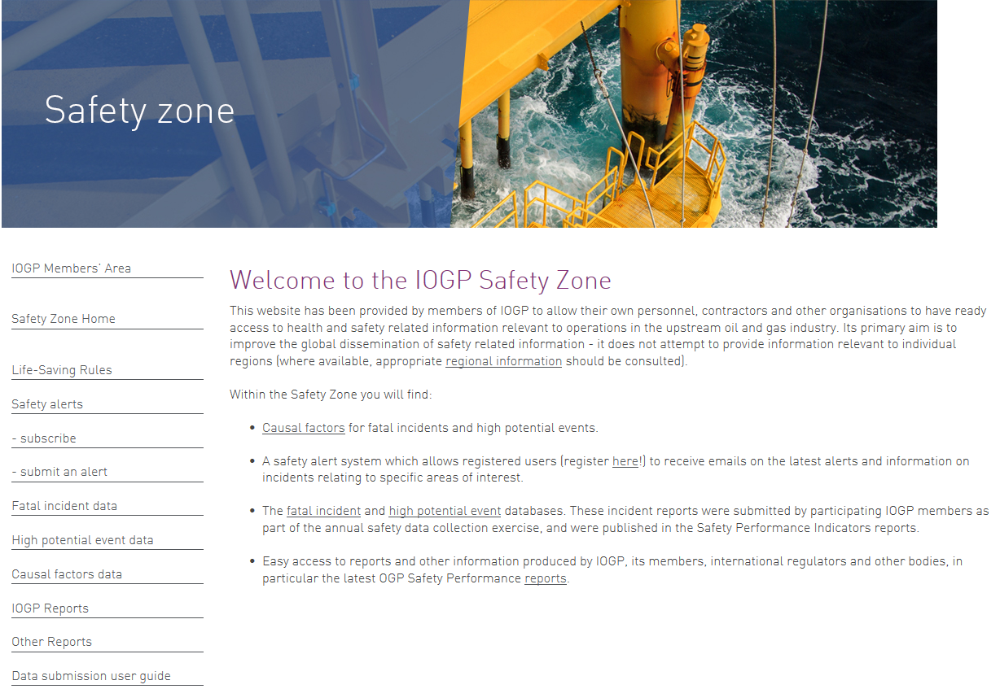 Safety zone
IOGP Members' Area
Safety Zone Home
Life-Saving Rules
Safety alerts
- subscribe
- submit an alert
Fatal incident data
High potential event data
Causal factors data
IOGP Reports
Other Reports
Data submission user guide
Welcome to the IOGP Safety Zone
This website has been provided by members of IOGP to allow their own personnel, contractors and other organisations to have ready
access to health and safety related information relevant to operations in the upstream oil and gas industry. Its primary aim is to
improve the global dissemination of safety related information - it does not attempt to provide information relevant to individual
regions (where available, appropriate regional information should be consulted).
Within the Safety Zone you will find:
• Causal factors for fatal incidents and high potential events.
• A safety alert system which allows registered users (register here!) to receive emails on the latest alerts and information on
incidents relating to specific areas of interest.
• The fatal incident and high potential event databases. These incident reports were submitted by participating IOGP members as
part of the annual safety data collection exercise, and were published in the Safety Performance Indicators reports.
• Easy access to reports and other information produced by IOGP, its members, international regulators and other bodies, in
particular the latest OGP Safety Performance reports.